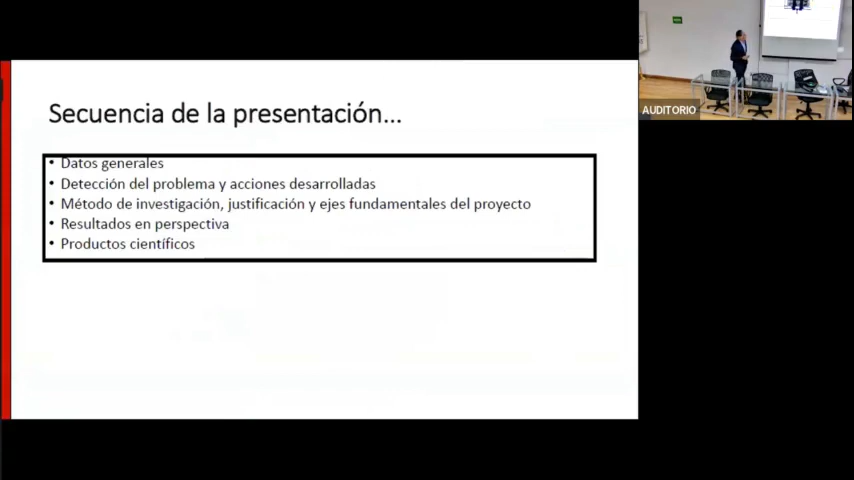 Secuencia de la presentación...
• Datos generales
• Detección del problema y acciones desarrolladas
• Método de investigación, justificación y ejes fundamentales del proyecto
• Resultados en perspectiva
• Productos científicos
AUDITORIO